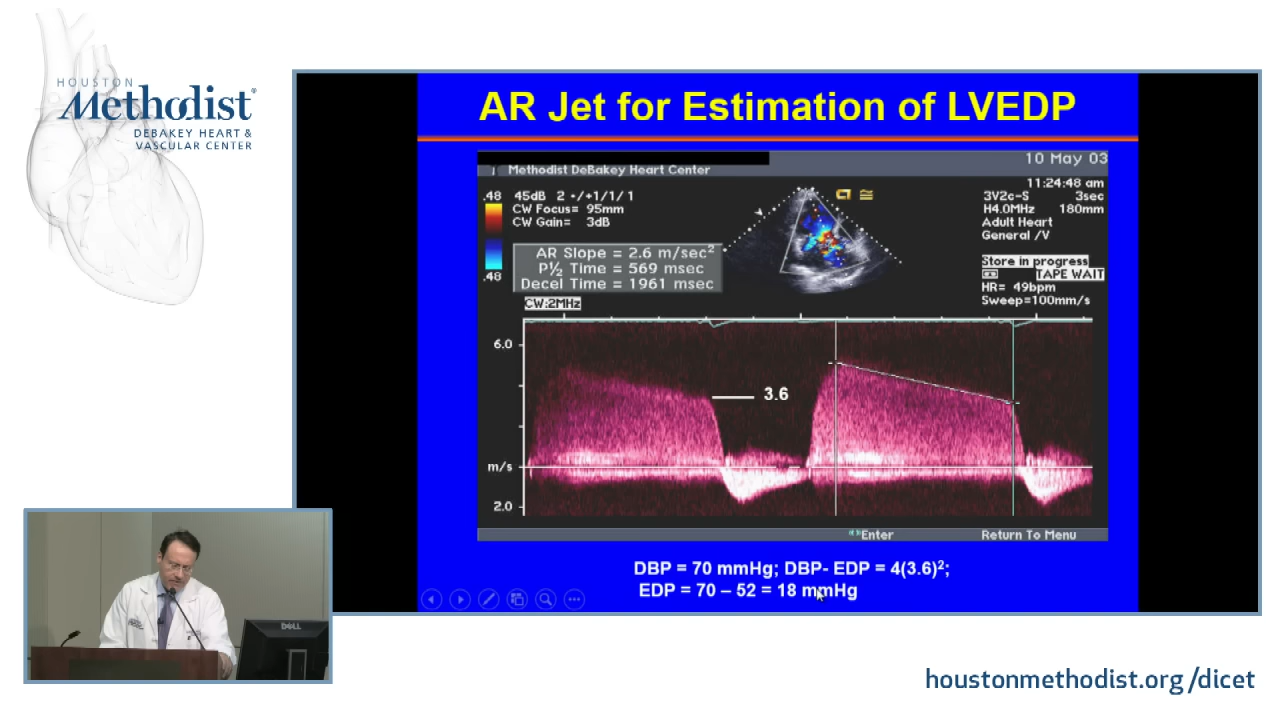 HOUSTON
Methodist®
DEBAKEY HEART &
VASCULAR CENTER
AR Jet for Estimation of LVEDP
10 May 03
Methodist DeBakey Heart Center
11:24:48 am
.48
45dB 2 •/+1/1/ 1
CW Focus= 95mm
CW Gain= 3dB
3V2c-S 3sec
H4.0MHz 180mm
Adult Heart
General /V
AR Slope = 2.6 m/sec²
P½ Time = 569 msec
Decel Time = 1961 msec
.48
Store in progress
TAPE WAIT
HR= 49bpm
Sweep=100mm/s
CW:2MHz
6.0
3.6
m/s
2.0
Enter
Return To Menu
DBP = 70 mmHg; DBP- EDP = 4(3.6)²;
EDP = 70 – 52 = 18 mmHg
DELL
houstonmethodist.org/dicet